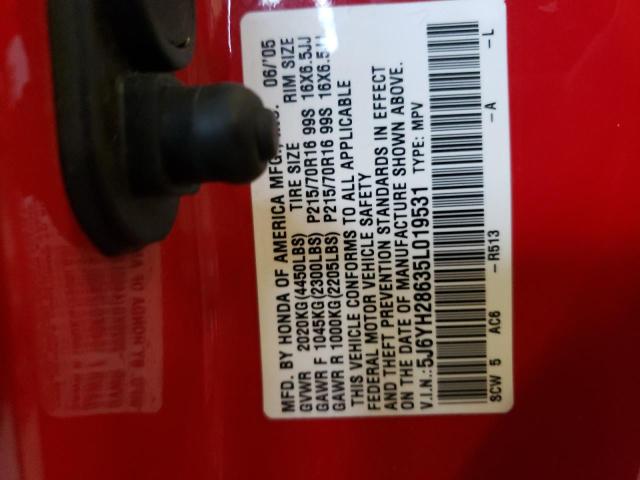 MFD. BY HONDA OF AMERICA MFG., INC. 06/'05
GVWR 2020KG(4450LBS) TIRE SIZE RIM SIZE
GAWR F 1045KG(2300LBS) P215/70R16 99S 16X6.5JJ
GAWR R 1000KG(2205LBS) P215/70R16 99S 16X6.5JJ
THIS VEHICLE CONFORMS TO ALL APPLICABLE
FEDERAL MOTOR VEHICLE SAFETY
AND THEFT PREVENTION STANDARDS IN EFFECT
ON THE DATE OF MANUFACTURE SHOWN ABOVE.
V.I.N.: 5J6YH28635L019531 TYPE: MPV
SCW 5 AC6 -R513 -A -L